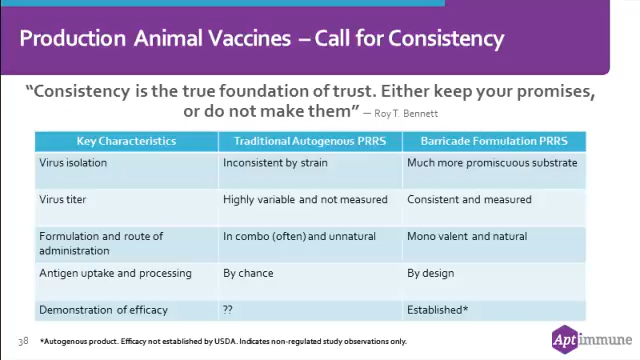 Production Animal Vaccines – Call for Consistency
“Consistency is the true foundation of trust. Either keep your promises,
or do not make them” — Roy T. Bennett
Key Characteristics Traditional Autogenous PRRS Barricade Formulation PRRS
Virus isolation Inconsistent by strain Much more promiscuous substrate
Virus titer Highly variable and not measured Consistent and measured
Formulation and route of In combo (often) and unnatural Mono valent and natural
administration
Antigen uptake and processing By chance By design
Demonstration of efficacy ?? Established*
38 *Autogenous product. Efficacy not established by USDA. Indicates non-regulated study observations only.
Aptimmune